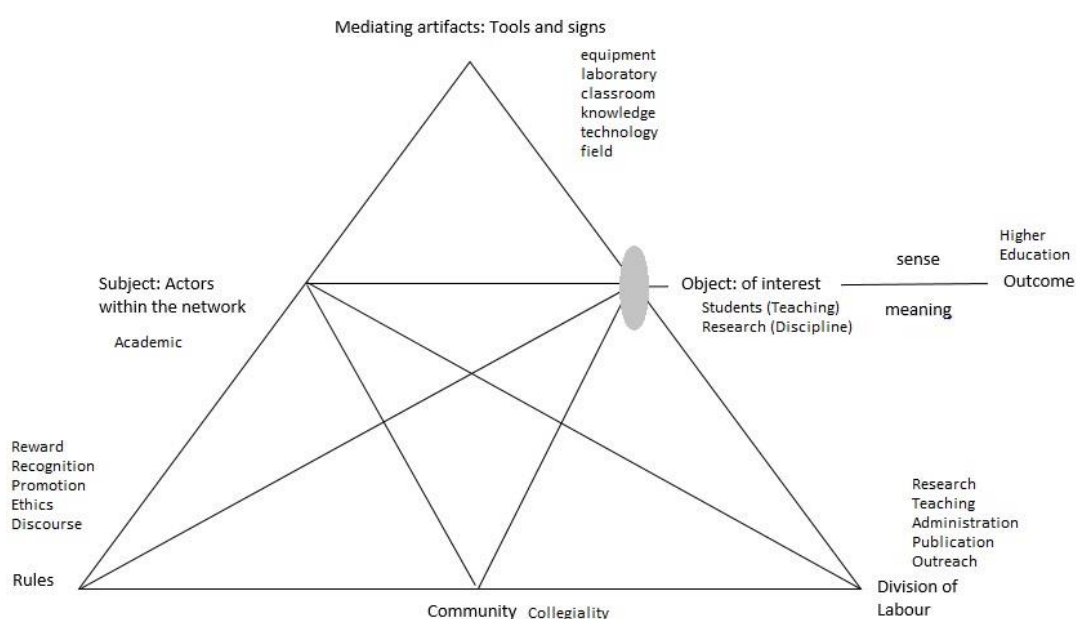 Mediating artifacts: Tools and signs
equipment
laboratory
classroom
knowledge
technology
field
Subject: Actors
within the network
Academic
Object: of interest
Students (Teaching)
Research (Discipline)
sense
meaning
Higher
Education
Outcome
Reward
Recognition
Promotion
Ethics
Discourse
Rules
Community
Collegiality
Research
Teaching
Administration
Publication
Outreach
Division of
Labour